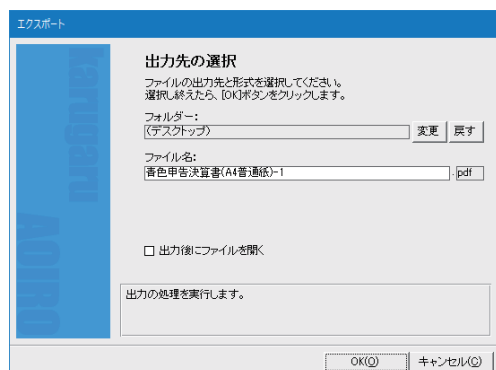 エクスポート
karugaru
AOIRO
出力先の選択
ファイルの出力先と形式を選択してください。
選択し終えたら、[OK]ボタンをクリックします。
フォルダー:
(デスクトップ) 変更 戻す
ファイル名:
青色申告決算書(A4普通紙)-1 .pdf
出力後にファイルを開く
出力の処理を実行します。
OK(O) キャンセル(C)